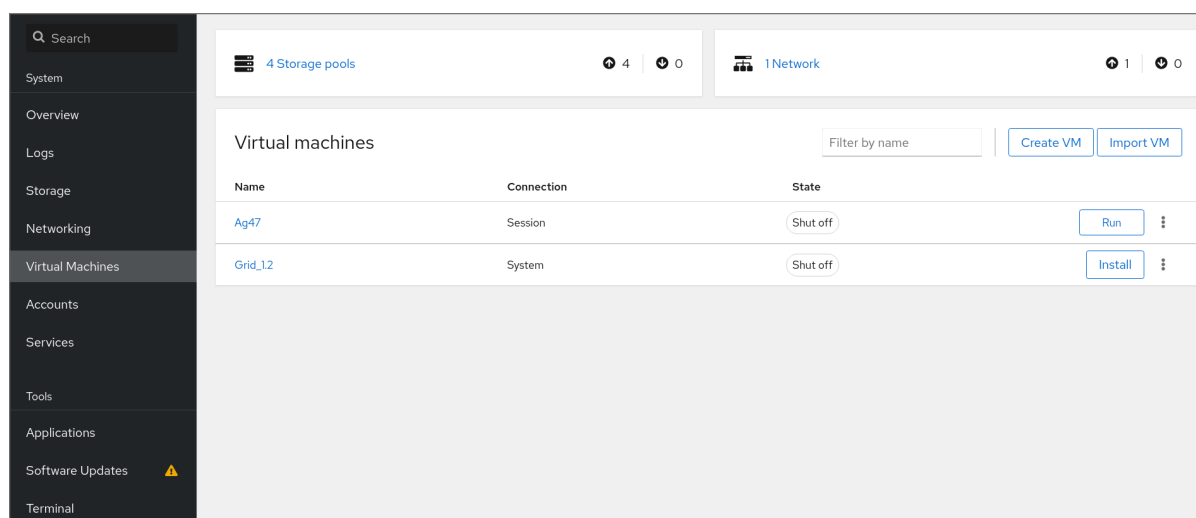 Search
System
Overview
Logs
Storage
Networking
Virtual Machines
Accounts
Services
Tools
Applications
Software Updates
Terminal
4 Storage pools 4 0
1 Network 1 0
Virtual machines Filter by name Create VM Import VM
Name Connection State
Ag47 Session Shut off Run
Grid_1.2 System Shut off Install